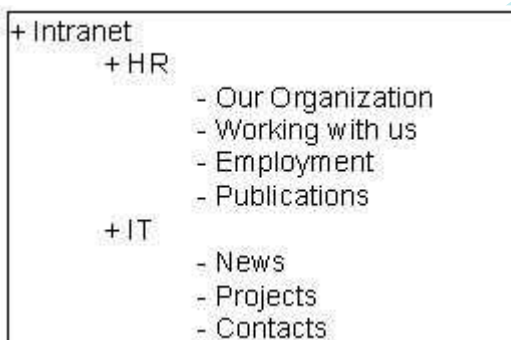 + Intranet
+ HR
- Our Organization
- Working with us
- Employment
- Publications
+ IT
- News
- Projects
- Contacts